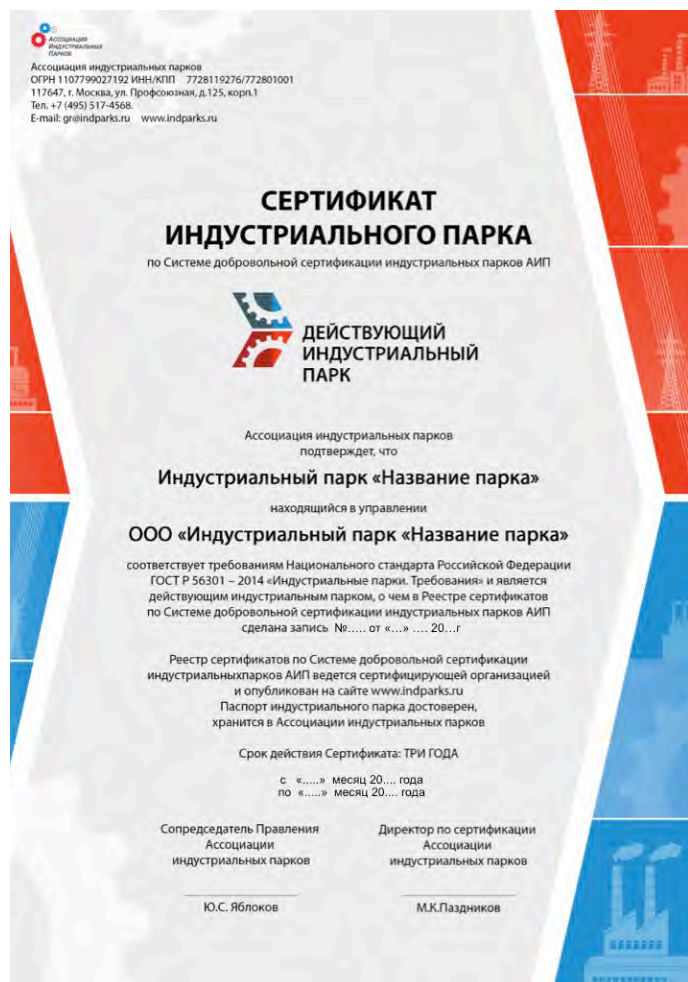 Ассоциация
Индустриальных
Парков
Ассоциация индустриальных парков
ОГРН 1107799027192 ИНН/КПП 7728119276/772801001
117647, г. Москва, ул. Профсоюзная, д.125, корп.1
Тел. +7 (495) 517-4568.
E-mail: gr@indparks.ru www.indparks.ru
СЕРТИФИКАТ
ИНДУСТРИАЛЬНОГО ПАРКА
по Системе добровольной сертификации индустриальных парков АИП
ДЕЙСТВУЮЩИЙ
ИНДУСТРИАЛЬНЫЙ
ПАРК
Ассоциация индустриальных парков
подтверждет, что
Индустриальный парк «Название парка»
находящийся в управлении
ООО «Индустриальный парк «Название парка»
соответствует требованиям Национального стандарта Российской Федерации
ГОСТ Р 56301 – 2014 «Индустриальные парки. Требования» и является
действующим индустриальным парком, о чем в Реестре сертификатов
по Системе добровольной сертификации индустриальных парков АИП
сделана запись №..... от «...» .... 20...г
Реестр сертификатов по Системе добровольной сертификации
индустриальныхпарков АИП ведется сертифицирующей организацией
и опубликован на сайте www.indparks.ru
Паспорт индустриального парка достоверен,
хранится в Ассоциации индустриальных парков
Срок действия Сертификата: ТРИ ГОДА
с «.....» месяц 20.... года
по «.....» месяц 20.... года
Сопредседатель Правления
Ассоциации
индустриальных парков
Ю.С. Яблоков
Директор по сертификации
Ассоциации
индустриальных парков
М.К.Паздников